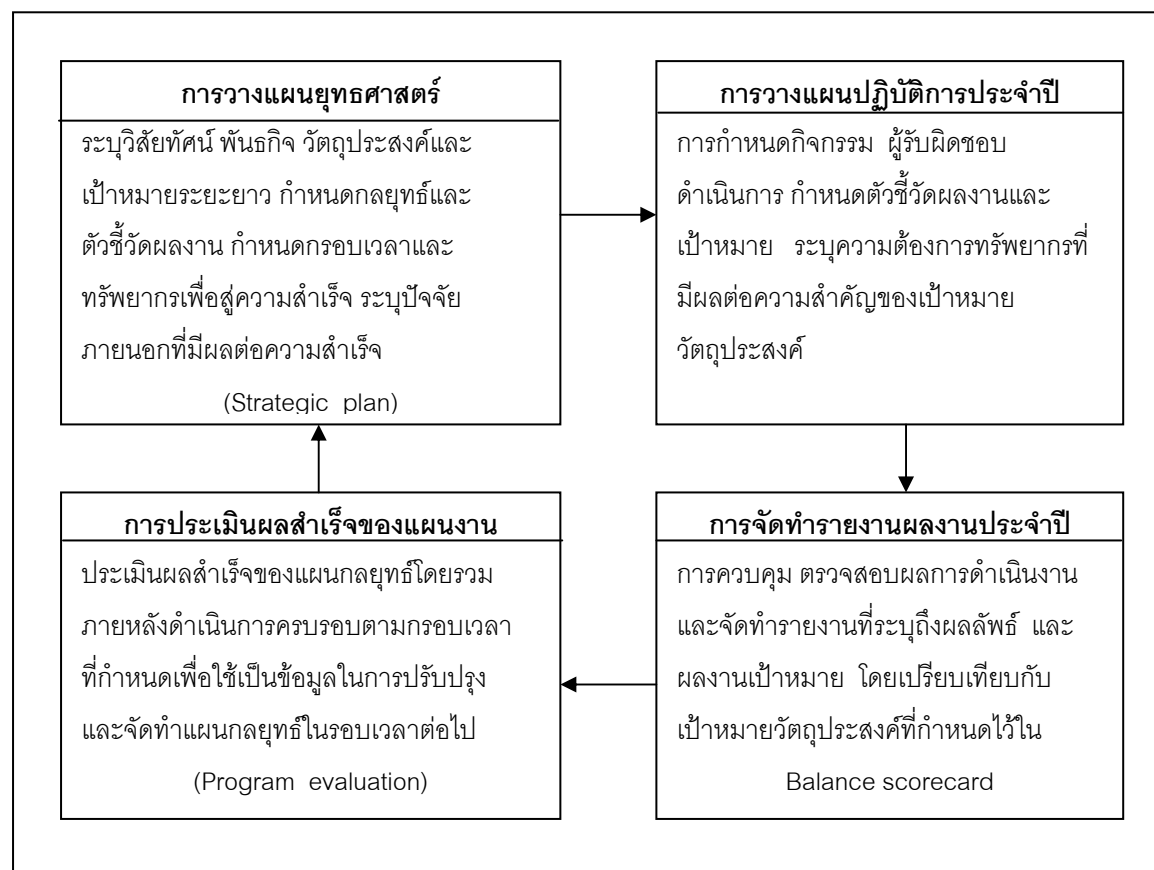 การวางแผนยุทธศาสตร์
ระบุวิสัยทัศน์ พันธกิจ วัตถุประสงค์และ
เป้าหมายระยะยาว กำหนดกลยุทธ์และ
ตัวชี้วัดผลงาน กำหนดกรอบเวลาและ
ทรัพยากรเพื่อสู่ความสำเร็จ ระบุปัจจัย
ภายนอกที่มีผลต่อความสำเร็จ
(Strategic plan)
การวางแผนปฏิบัติการประจำปี
การกำหนดกิจกรรม ผู้รับผิดชอบ
ดำเนินการ กำหนดตัวชี้วัดผลงานและ
เป้าหมาย ระบุความต้องการทรัพยากรที่
มีผลต่อความสำคัญของเป้าหมาย
วัตถุประสงค์
การประเมินผลสำเร็จของแผนงาน
ประเมินผลสำเร็จของแผนกลยุทธ์โดยรวม
ภายหลังดำเนินการครบรอบตามกรอบเวลา
ที่กำหนดเพื่อใช้เป็นข้อมูลในการปรับปรุง
และจัดทำแผนกลยุทธ์ในรอบเวลาต่อไป
(Program evaluation)
การจัดทำรายงานผลงานประจำปี
การควบคุม ตรวจสอบผลการดำเนินงาน
และจัดทำรายงานที่ระบุถึงผลลัพธ์ และ
ผลงานเป้าหมาย โดยเปรียบเทียบกับ
เป้าหมายวัตถุประสงค์ที่กำหนดไว้ใน
Balance scorecard